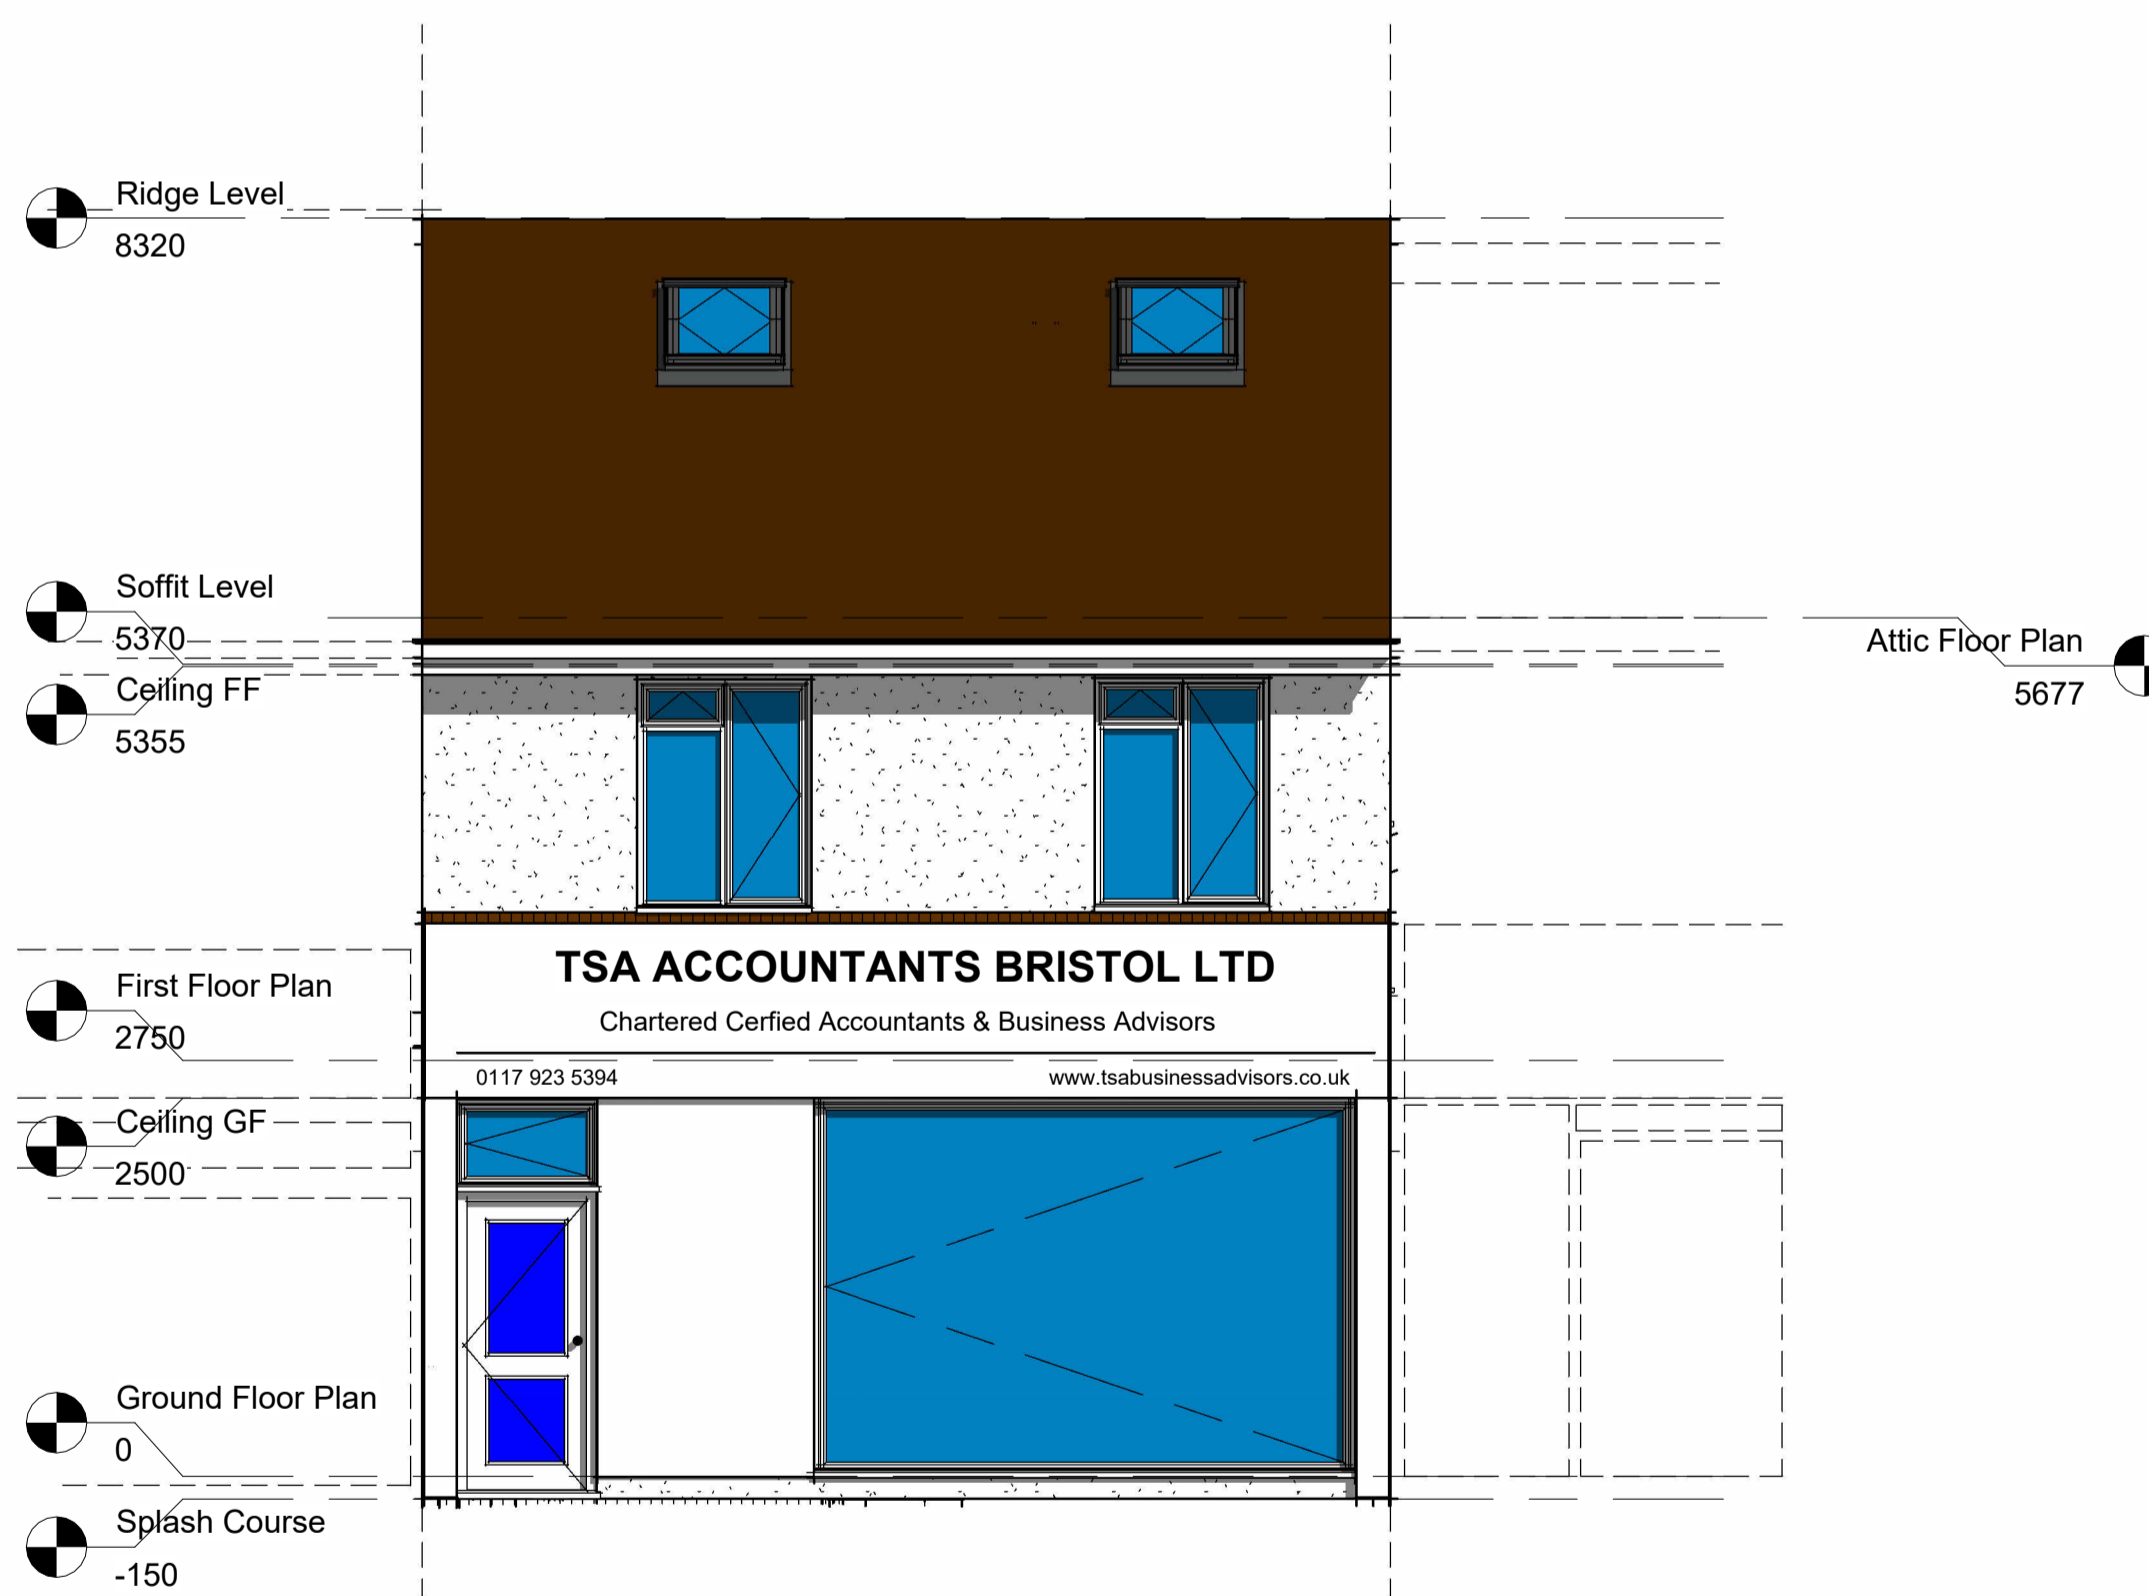 Ridge Level
8320
Soffit Level
5370
Ceiling FF
5355
Attic Floor Plan
5677
TSA ACCOUNTANTS BRISTOL LTD
Chartered Cerfied Accountants & Business Advisors
0117 923 5394 www.tsabusinessadvisors.co.uk
First Floor Plan
2750
Ceiling GF
2500
Ground Floor Plan
0
Splash Course
-150